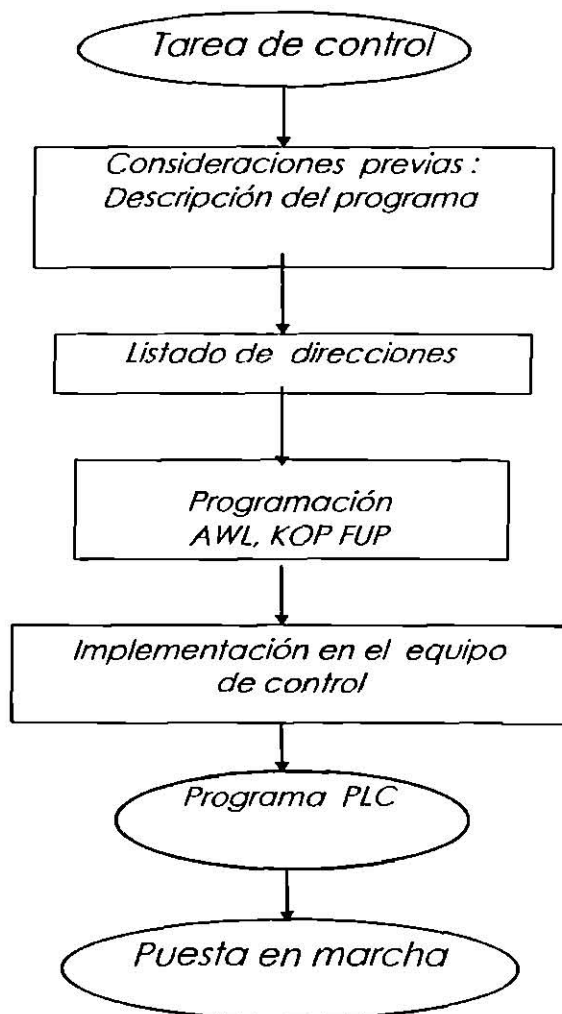 Tarea de control
Consideraciones previas :
Descripción del programa
Listado de direcciones
Programación
AWL, KOP FUP
Implementación en el equipo
de control
Programa PLC
Puesta en marcha